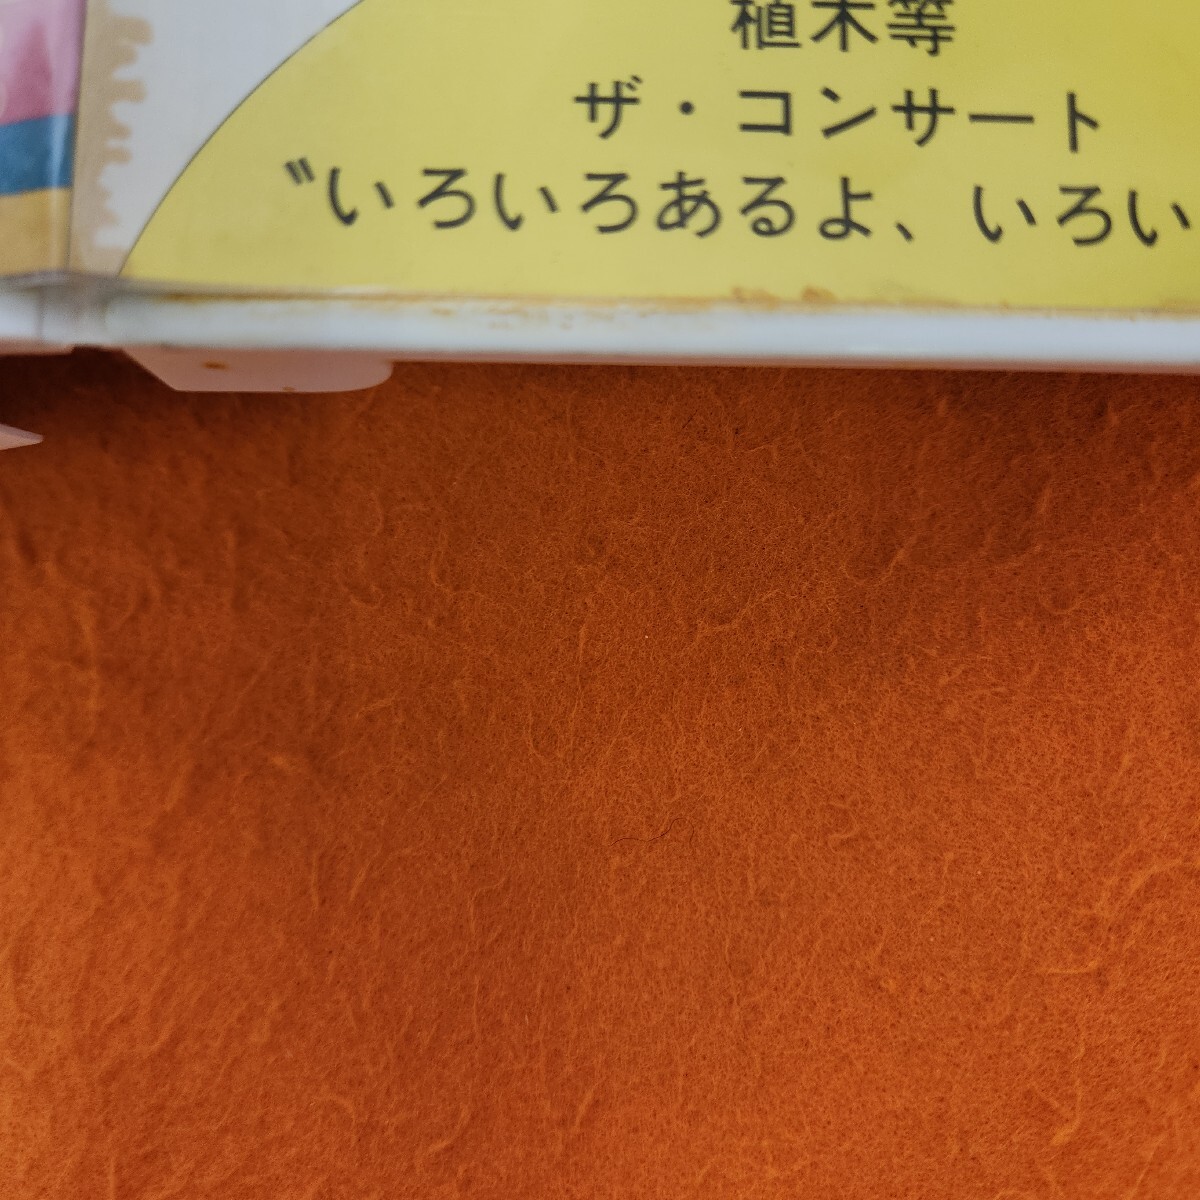 植木等
ザ・コンサート
〝いろいろあるよ、いろい